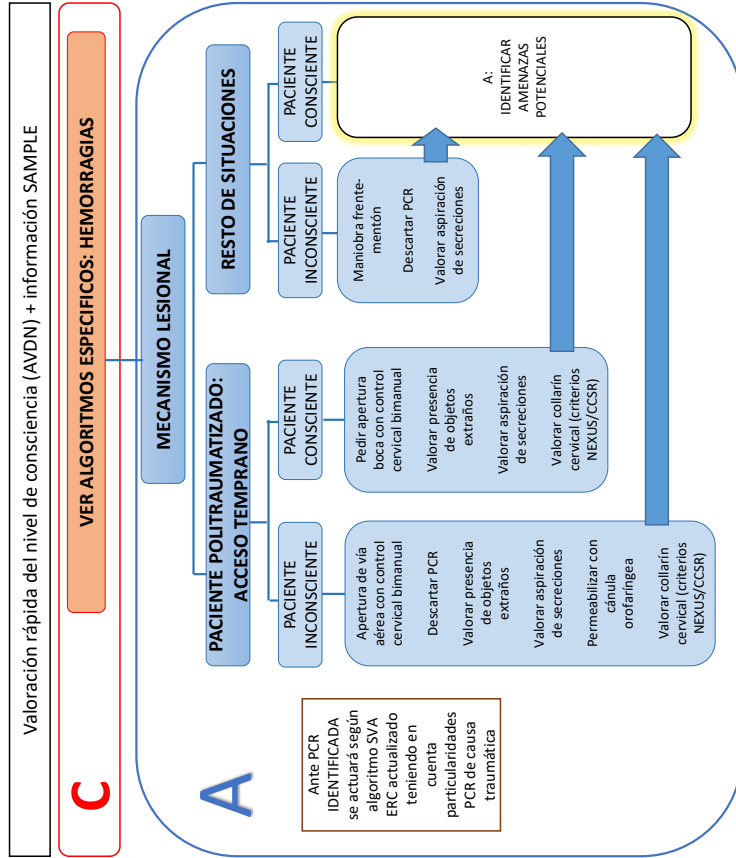 Valoración rápida del nivel de consciencia (AVDN) + información SAMPLE
C
VER ALGORITMOS ESPECIFICOS: HEMORRAGIAS
A
MECANISMO LESIONAL
PACIENTE POLITRAUMATIZADO:
ACCESO TEMPRANO
RESTO DE SITUACIONES
PACIENTE
INCONSCIENTE
PACIENTE
CONSCIENTE
PACIENTE
INCONSCIENTE
PACIENTE
CONSCIENTE
Ante PCR
IDENTIFICADA
se actuará según
algoritmo SVA
ERC actualizado
teniendo en
cuenta
particularidades
PCR de causa
traumática
Apertura de vía
aérea con control
cervical bimanual
Descartar PCR
Valorar presencia
de objetos
extraños
Valorar aspiración
de secreciones
Permeabilizar con
cánula
orofaríngea
Valorar collarín
cervical (criterios
NEXUS/CCSR)
Pedir apertura
boca con control
cervical bimanual
Valorar presencia
de objetos
extraños
Valorar aspiración
de secreciones
Valorar collarín
cervical (criterios
NEXUS/CCSR)
Maniobra frente-
mentón
Descartar PCR
Valorar aspiración
de secreciones
A:
IDENTIFICAR
AMENAZAS
POTENCIALES